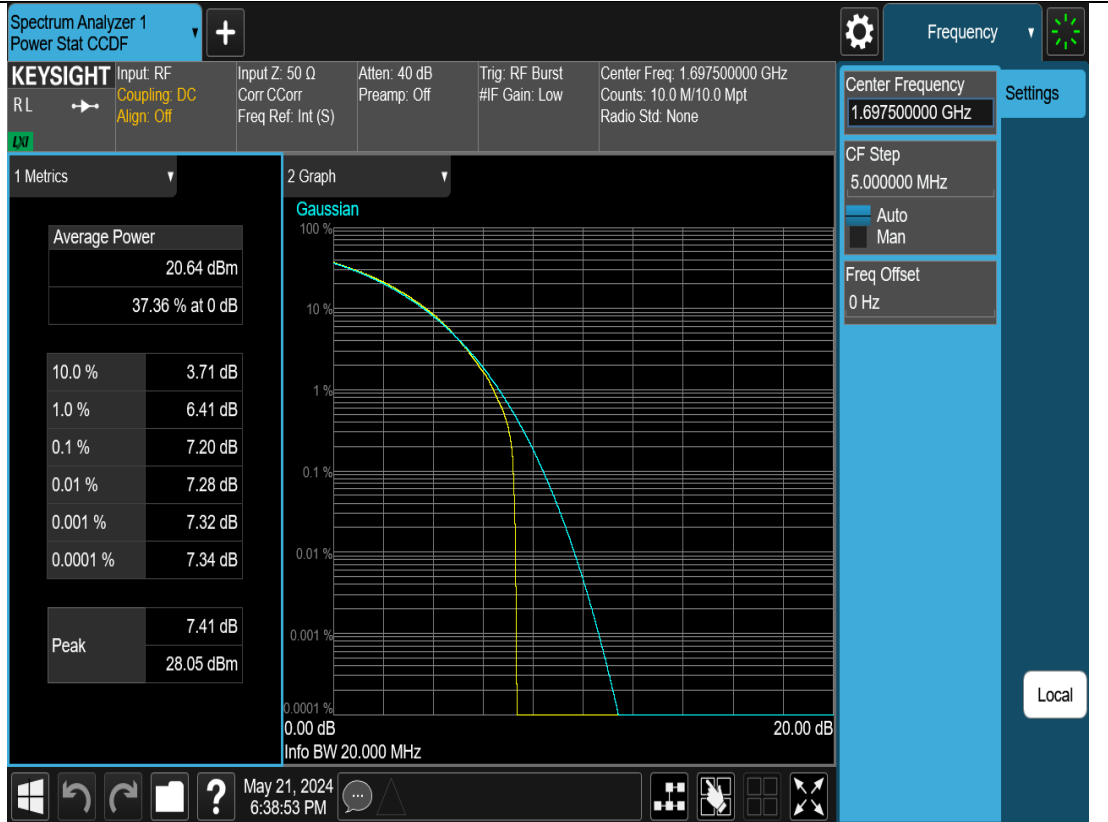 Spectrum Analyzer 1
Power Stat CCDF
Frequency
KEYSIGHT
RL
LXI
Input: RF
Coupling: DC
Align: Off
Input Z: 50 Ω
Corr CCorr
Freq Ref: Int (S)
Atten: 40 dB
Preamp: Off
Trig: RF Burst
#IF Gain: Low
Center Freq: 1.697500000 GHz
Counts: 10.0 M/10.0 Mpt
Radio Std: None
Center Frequency
1.697500000 GHz
Settings
CF Step
5.000000 MHz
Auto
Man
Freq Offset
0 Hz
Local
1 Metrics
Average Power
20.64 dBm
37.36 % at 0 dB
10.0 % 3.71 dB
1.0 % 6.41 dB
0.1 % 7.20 dB
0.01 % 7.28 dB
0.001 % 7.32 dB
0.0001 % 7.34 dB
Peak
7.41 dB
28.05 dBm
2 Graph
Gaussian
100 %
10 %
1 %
0.1 %
0.01 %
0.001 %
0.0001 %
0.00 dB 20.00 dB
Info BW 20.000 MHz
?
May 21, 2024
6:38:53 PM